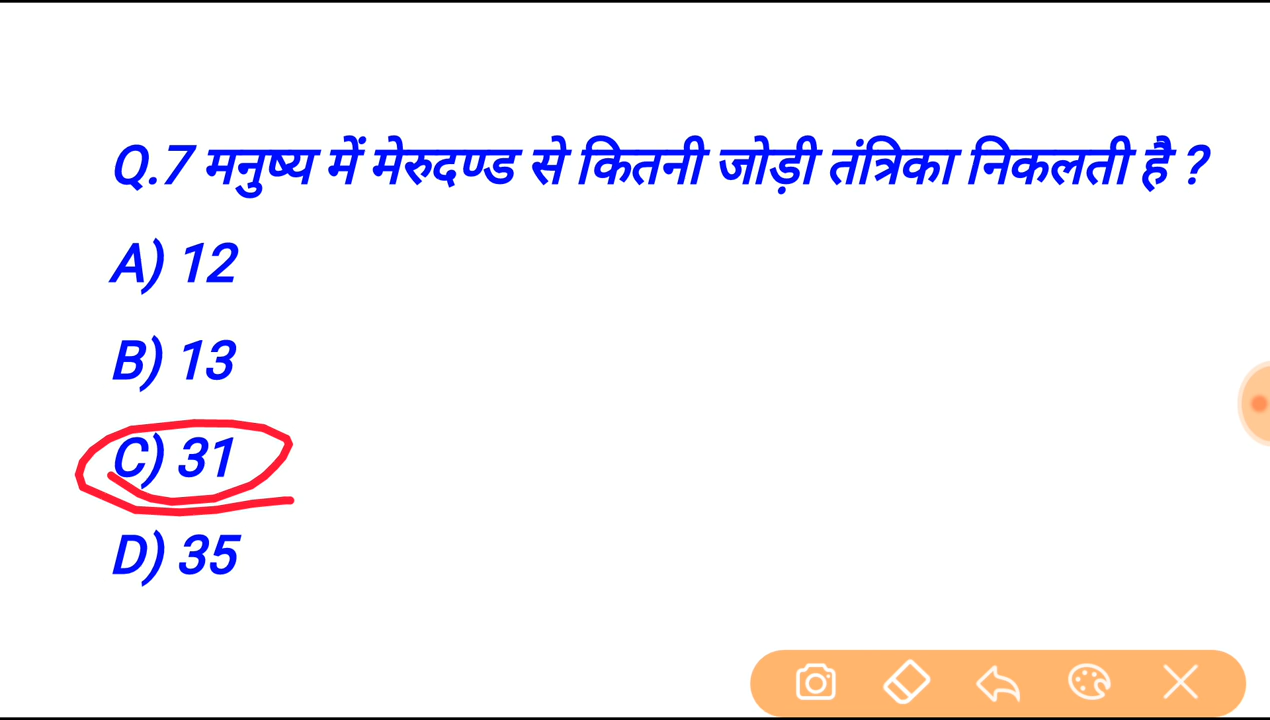 Q.7 मनुष्य में मेरुदण्ड से कितनी जोड़ी तंत्रिका निकलती है ?
A) 12
B) 13
C) 31
D) 35